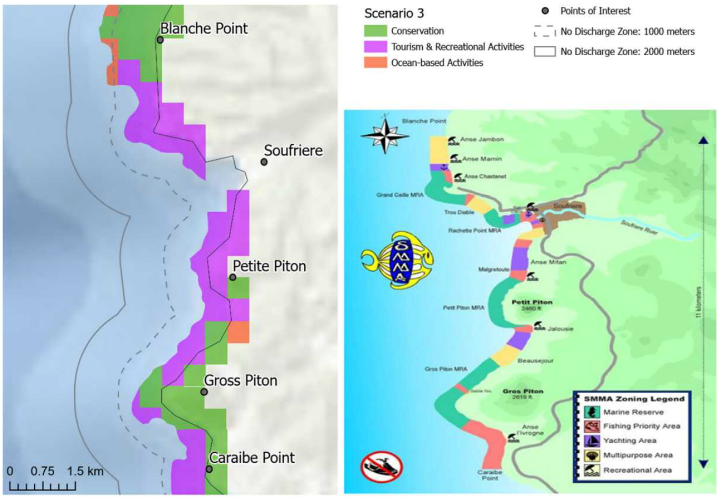 Blanche Point
Soufriere
Petite Piton
Gross Piton
Caraibe Point
0 0.75 1.5 km
Scenario 3
Conservation
Tourism & Recreational Activities
Ocean-based Activities
Points of Interest
No Discharge Zone: 1000 meters
No Discharge Zone: 2000 meters
Blanche Point
Anse Jambon
Anse Mamin
Anse Chastanet
Grand Caille MRA
Trou Diable
Rachette Point MRA
Soufriere
Soufriere River
SMMA
Anse Mitan
Malgretoute
Petit Piton MRA
Petit Piton
2460 ft.
Jalousie
Beausejour
Gros Piton MRA
Gros Piton
2619 ft.
Anse
l'Ivrogne
Caraibe
Point
11 kilometers
SMMA Zoning Legend
Marine Reserve
Fishing Priority Area
Yachting Area
Multipurpose Area
Recreational Area